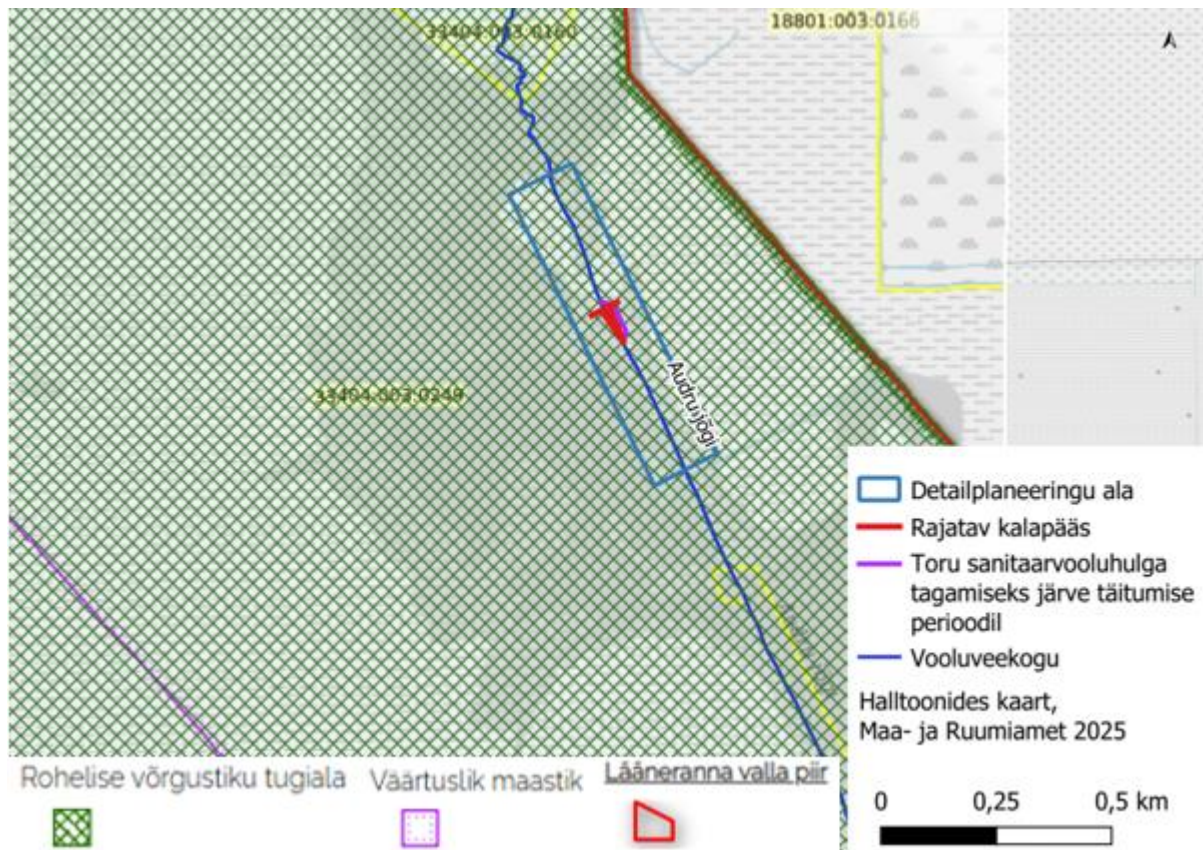 33404:003:0160
18801:003:0166
33404:003:0249
Audru jõgi
Detailplaneeringu ala
Rajatav kalapääs
Toru sanitaarvooluhulga
tagamiseks järve täitumise
perioodil
Vooluveekogu
Halltoonides kaart,
Maa- ja Ruumiamet 2025
Rohelise võrgustiku tugiala
Väärtuslik maastik
Lääneranna valla piir
0 0,25 0,5 km